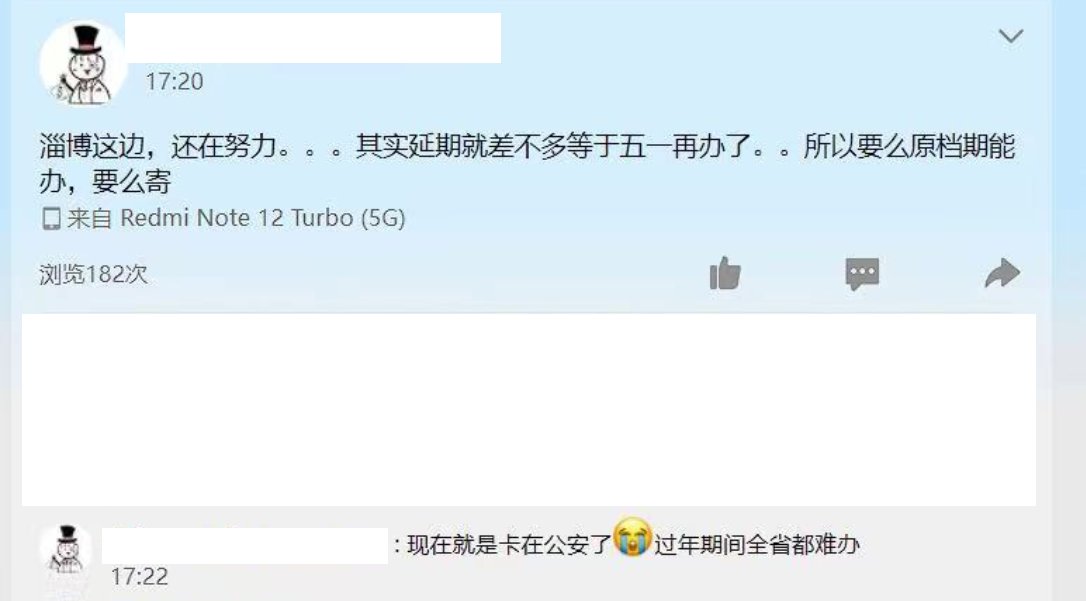 17:20
淄博这边，还在努力。。。其实延期就差不多等于五一再办了。。所以要么原档期能
办，要么寄
来自 Redmi Note 12 Turbo (5G)
浏览182次
: 现在就是卡在公安了😭过年期间全省都难办
17:22